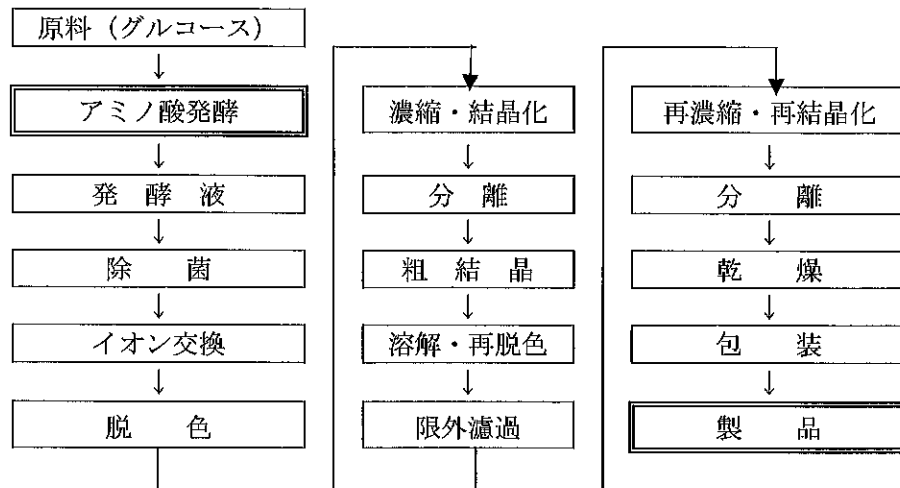 原料（グルコース）
アミノ酸発酵
発酵液
除菌
イオン交換
脱色
濃縮・結晶化
分離
粗結晶
溶解・再脱色
限外濾過
再濃縮・再結晶化
分離
乾燥
包装
製品